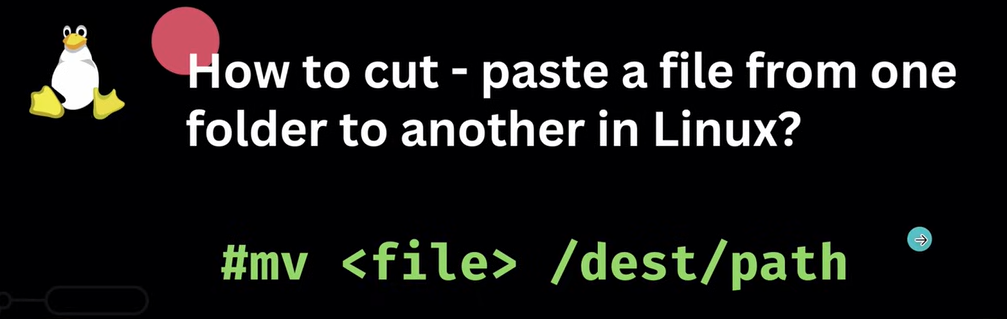 How to cut - paste a file from one
folder to another in Linux?
#mv <file> /dest/path